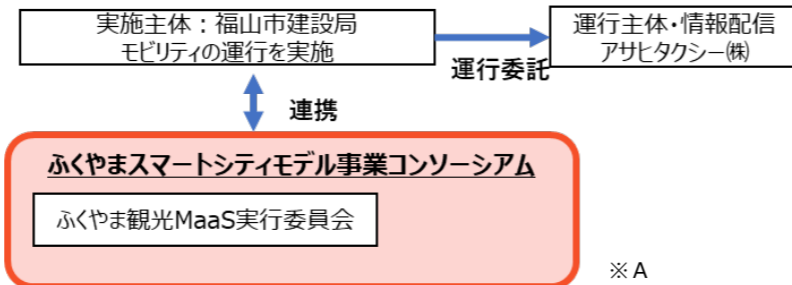 実施主体：福山市建設局
モビリティの運行を実施
運行主体・情報配信
アサヒタクシー㈱
運行委託
連携
ふくやまスマートシティモデル事業コンソーシアム
ふくやま観光MaaS実行委員会
※A